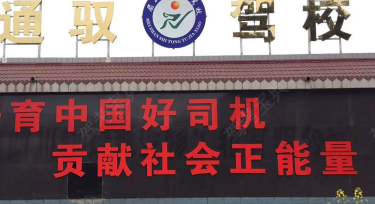 通驭驾校
育中国好司机
贡献社会正能量